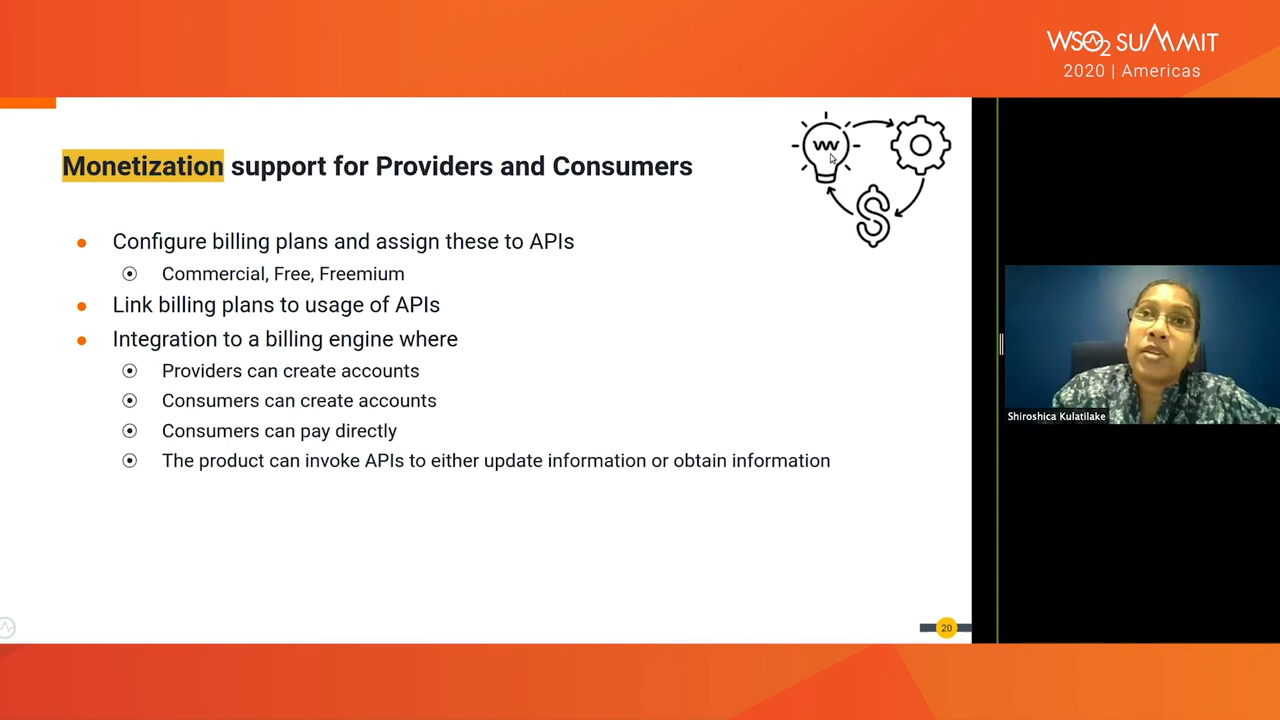 WSO2 SUMMIT
2020 | Americas
Monetization support for Providers and Consumers
Configure billing plans and assign these to APIs
Commercial, Free, Freemium
Link billing plans to usage of APIs
Integration to a billing engine where
Providers can create accounts
Consumers can create accounts
Consumers can pay directly
The product can invoke APIs to either update information or obtain information
Shiroshica Kulatilake
20